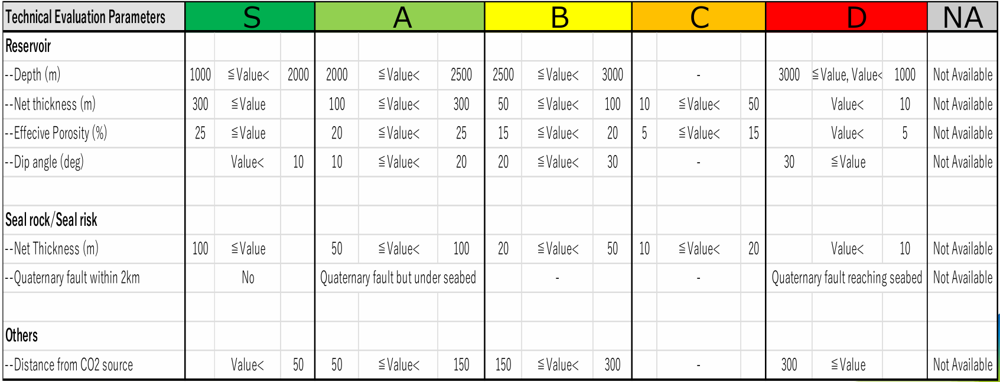 Technical Evaluation Parameters S A B C D NA
Reservoir
--Depth (m) 1000 ≦Value< 2000 2000 ≦Value< 2500 2500 ≦Value< 3000 - 3000 ≦Value, Value< 1000 Not Available
--Net thickness (m) 300 ≦Value 100 ≦Value< 300 50 ≦Value< 100 10 ≦Value< 50 Value< 10 Not Available
--Effecive Porosity (%) 25 ≦Value 20 ≦Value< 25 15 ≦Value< 20 5 ≦Value< 15 Value< 5 Not Available
--Dip angle (deg) Value< 10 10 ≦Value< 20 20 ≦Value< 30 - 30 ≦Value Not Available
Seal rock/Seal risk
--Net Thickness (m) 100 ≦Value 50 ≦Value< 100 20 ≦Value< 50 10 ≦Value< 20 Value< 10 Not Available
--Quaternary fault within 2km No Quaternary fault but under seabed - - Quaternary fault reaching seabed Not Available
Others
--Distance from CO2 source Value< 50 50 ≦Value< 150 150 ≦Value< 300 - 300 ≦Value Not Available